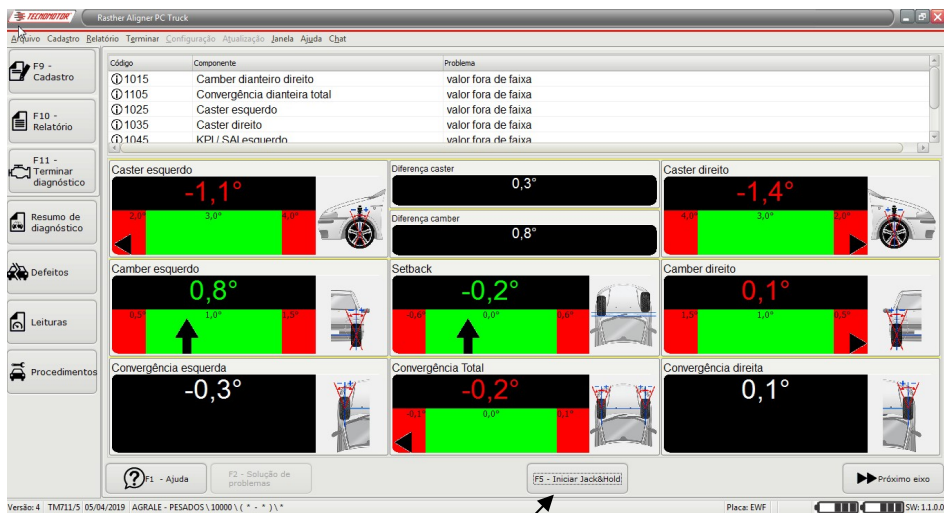 TECNOMOTOR Rasther Aligner PC Truck
Arquivo Cadastro Relatório Terminar Configuração Atualização Janela Ajuda Chat
F9 - Cadastro
F10 - Relatório
F11 - Terminar diagnóstico
Resumo de diagnóstico
Defeitos
Leituras
Procedimentos
Código Componente Problema
1015 Camber dianteiro direito valor fora de faixa
1105 Convergência dianteira total valor fora de faixa
1025 Caster esquerdo valor fora de faixa
1035 Caster direito valor fora de faixa
1045 KPI / SAI esquerdo valor fora de faixa
Caster esquerdo
-1,1°
2,0° 3,0° 4,0°
Diferença caster
0,3°
Diferença camber
0,8°
Caster direito
-1,4°
4,0° 3,0° 2,0°
Camber esquerdo
0,8°
0,5° 1,0° 1,5°
Setback
-0,2°
-0,6° 0,0° 0,6°
Camber direito
0,1°
1,5° 1,0° 0,5°
Convergência esquerda
-0,3°
Convergência Total
-0,2°
-0,1° 0,0° 0,1°
Convergência direita
0,1°
F1 - Ajuda
F2 - Solução de problemas
F5 - Iniciar Jack&Hold
Próximo eixo
Versão: 4 TM711/5 05/04/2019 AGRALE - PESADOS \ 10000 \ ( * - * ) \ * Placa: EWF SW: 1.1.0.0